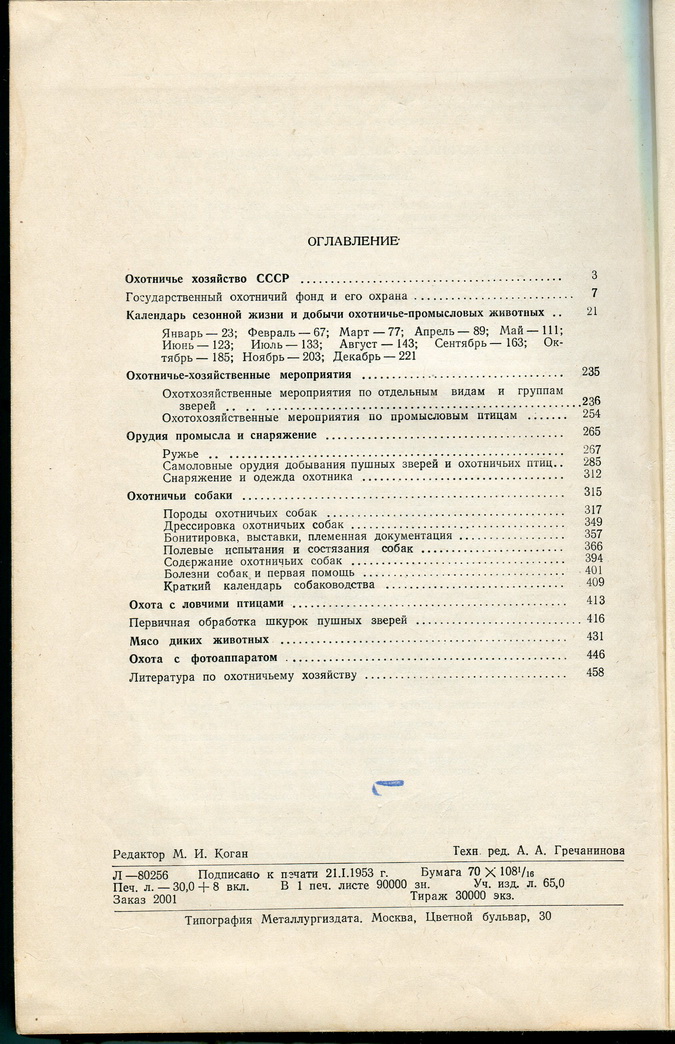 ОГЛАВЛЕНИЕ
Охотничье хозяйство СССР ........ 3
Государственный охотничий фонд и его охрана ........ 7
Календарь сезонной жизни и добычи охотничье-промысловых животных .. 21
Январь — 23; Февраль — 67; Март — 77; Апрель — 89; Май — 111;
Июнь — 123; Июль — 133; Август — 143; Сентябрь — 163; Ок-
тябрь — 185; Ноябрь — 203; Декабрь — 221
Охотничье-хозяйственные мероприятия ........ 235
Охотхозяйственные мероприятия по отдельным видам и группам
зверей ........ 236
Охотохозяйственные мероприятия по промысловым птицам ....... 254
Орудия промысла и снаряжение ........ 265
Ружье ........ 267
Самоловные орудия добывания пушных зверей и охотничьих птиц.. 285
Снаряжение и одежда охотника ........ 312
Охотничьи собаки ........ 315
Породы охотничьих собак ........ 317
Дрессировка охотничьих собак ........ 349
Бонитировка, выставки, племенная документация ........ 357
Полевые испытания и состязания собак ........ 366
Содержание охотничьих собак ........ 394
Болезни собак и первая помощь ........ 401
Краткий календарь собаководства ........ 409
Охота с ловчими птицами ........ 413
Первичная обработка шкурок пушных зверей ........ 416
Мясо диких животных ........ 431
Охота с фотоаппаратом ........ 446
Литература по охотничьему хозяйству ........ 458
Редактор М. И. Коган Техн. ред. А. А. Гречанинова
Л—80256 Подписано к печати 21.I.1953 г. Бумага 70 × 108¹/₁₆
Печ. л. — 30,0 + 8 вкл. В 1 печ. листе 90000 зн. Уч. изд. л. 65,0
Заказ 2001 Тираж 30000 экз.
Типография Металлургиздата. Москва, Цветной бульвар, 30